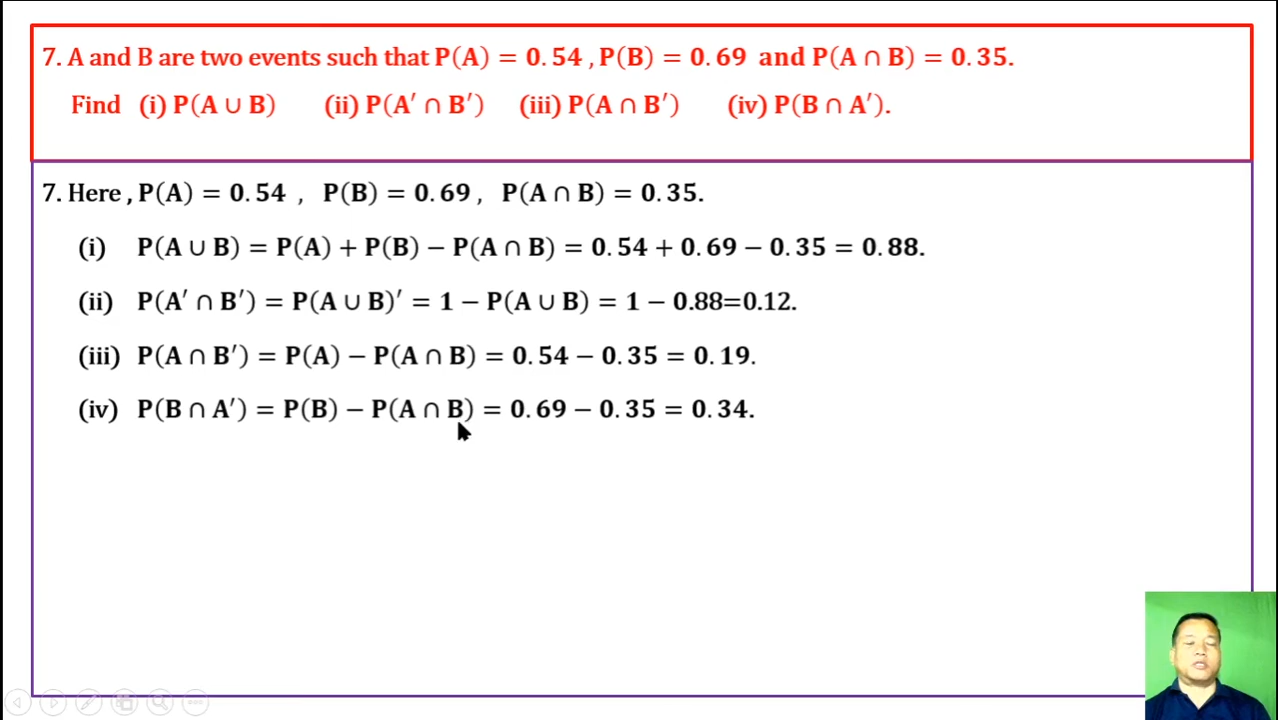 7. A and B are two events such that P(A) = 0.54 , P(B) = 0.69 and P(A ∩ B) = 0.35.
Find (i) P(A ∪ B) (ii) P(A′ ∩ B′) (iii) P(A ∩ B′) (iv) P(B ∩ A′).
7. Here , P(A) = 0.54 , P(B) = 0.69 , P(A ∩ B) = 0.35.
(i) P(A ∪ B) = P(A) + P(B) − P(A ∩ B) = 0.54 + 0.69 − 0.35 = 0.88.
(ii) P(A′ ∩ B′) = P(A ∪ B)′ = 1 − P(A ∪ B) = 1 − 0.88=0.12.
(iii) P(A ∩ B′) = P(A) − P(A ∩ B) = 0.54 − 0.35 = 0.19.
(iv) P(B ∩ A′) = P(B) − P(A ∩ B) = 0.69 − 0.35 = 0.34.